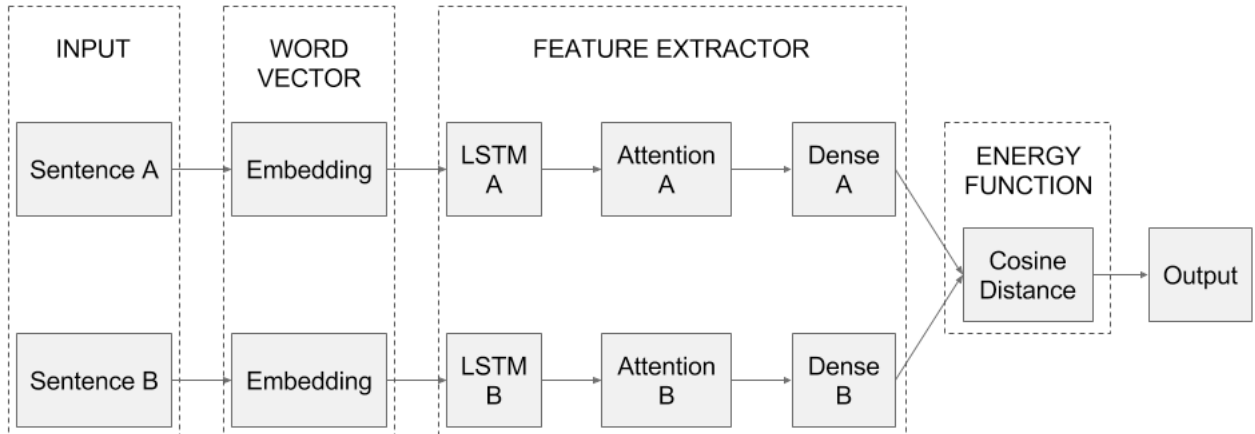 INPUT
WORD
VECTOR
FEATURE EXTRACTOR
Sentence A
Embedding
LSTM
A
Attention
A
Dense
A
ENERGY
FUNCTION
Cosine
Distance
Output
Sentence B
Embedding
LSTM
B
Attention
B
Dense
B